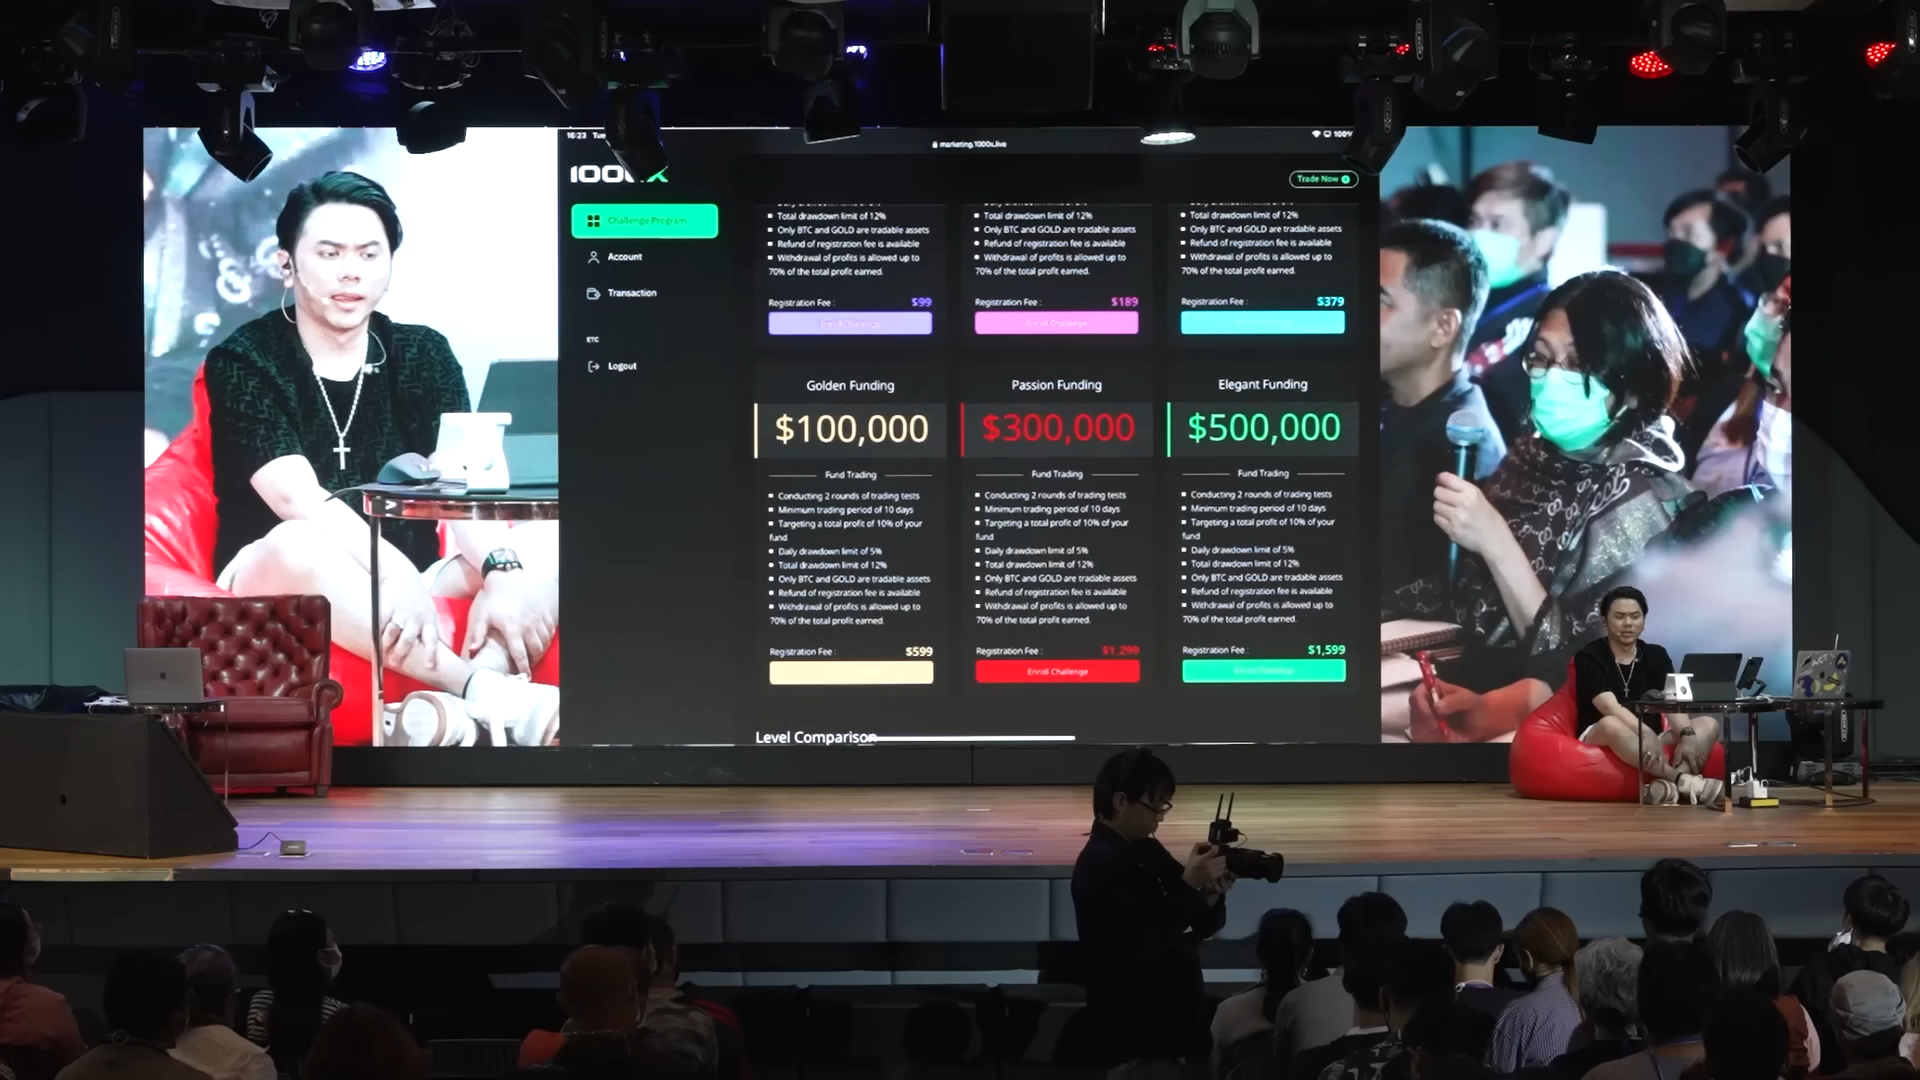 16:23 Tue
marketing.1000x.live
100%
Trade Now
Challenge Program
Account
Transaction
ETC
Logout
Total drawdown limit of 12%
Only BTC and GOLD are tradable assets
Refund of registration fee is available
Withdrawal of profits is allowed up to
70% of the total profit earned.
Registration Fee : $99
Enroll Challenge
Total drawdown limit of 12%
Only BTC and GOLD are tradable assets
Refund of registration fee is available
Withdrawal of profits is allowed up to
70% of the total profit earned.
Registration Fee : $189
Enroll Challenge
Total drawdown limit of 12%
Only BTC and GOLD are tradable assets
Refund of registration fee is available
Withdrawal of profits is allowed up to
70% of the total profit earned.
Registration Fee : $379
Golden Funding
$100,000
Fund Trading
Conducting 2 rounds of trading tests
Minimum trading period of 10 days
Targeting a total profit of 10% of your
fund
Daily drawdown limit of 5%
Total drawdown limit of 12%
Only BTC and GOLD are tradable assets
Refund of registration fee is available
Withdrawal of profits is allowed up to
70% of the total profit earned.
Registration Fee : $599
Passion Funding
$300,000
Fund Trading
Conducting 2 rounds of trading tests
Minimum trading period of 10 days
Targeting a total profit of 10% of your
fund
Daily drawdown limit of 5%
Total drawdown limit of 12%
Only BTC and GOLD are tradable assets
Refund of registration fee is available
Withdrawal of profits is allowed up to
70% of the total profit earned.
Registration Fee : $1,299
Enroll Challenge
Elegant Funding
$500,000
Fund Trading
Conducting 2 rounds of trading tests
Minimum trading period of 10 days
Targeting a total profit of 10% of your
fund
Daily drawdown limit of 5%
Total drawdown limit of 12%
Only BTC and GOLD are tradable assets
Refund of registration fee is available
Withdrawal of profits is allowed up to
70% of the total profit earned.
Registration Fee : $1,599
Level Comparison
Gucci
ACT